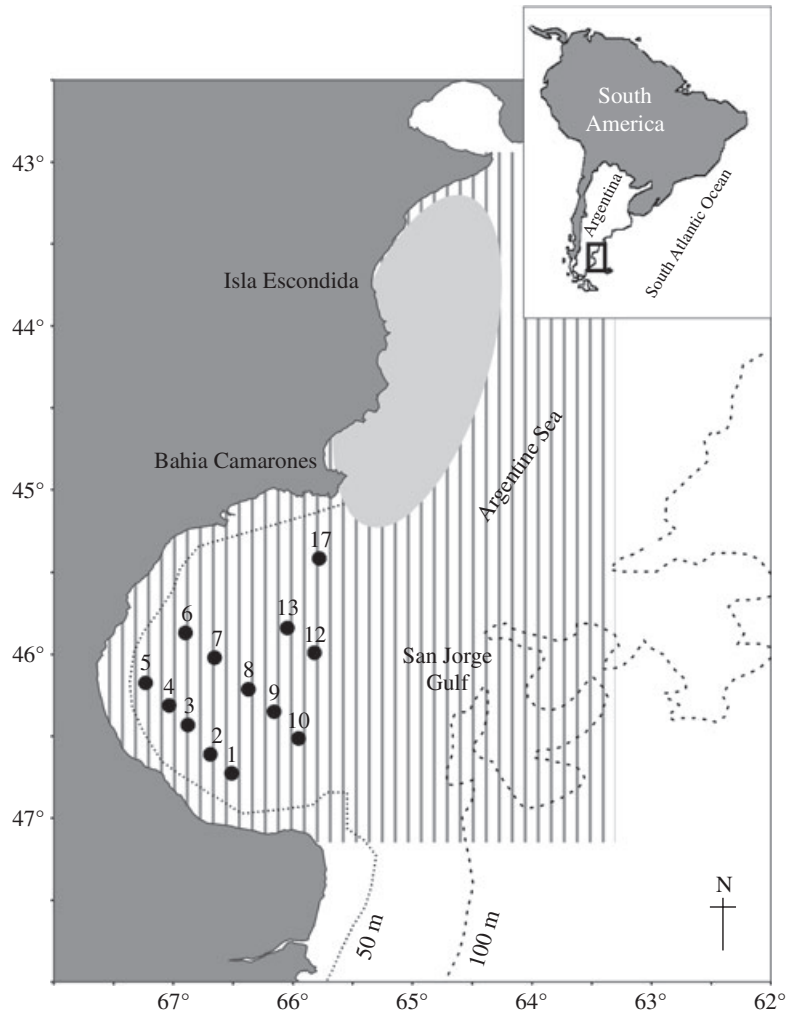 South
America
Argentina
South Atlantic Ocean
43°
Isla Escondida
44°
Bahia Camarones
Argentine Sea
45°
17
6
13
7
12
46°
San Jorge
Gulf
5
8
4
9
3
10
2
1
47°
N
50 m
100 m
67°
66°
65°
64°
63°
62°